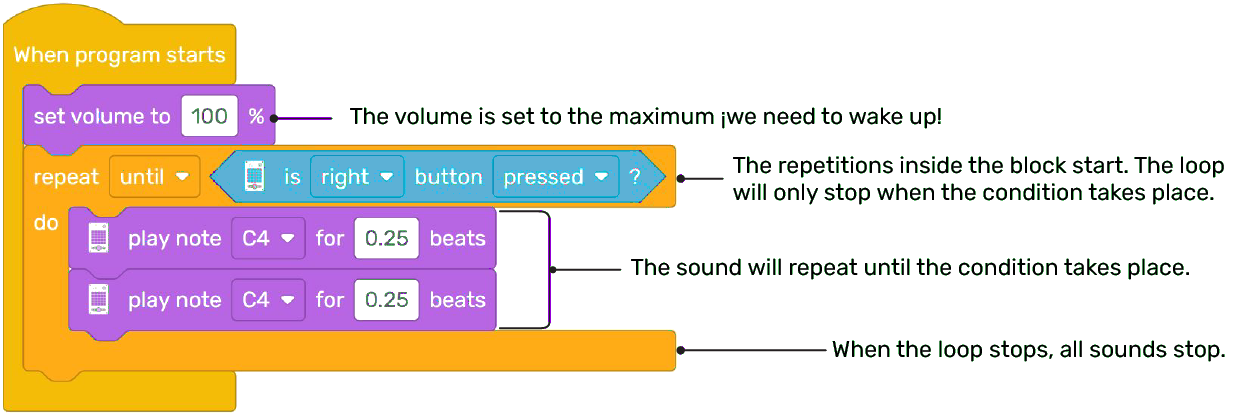 When program starts
set volume to 100 %
The volume is set to the maximum ¡we need to wake up!
repeat until is right button pressed ?
The repetitions inside the block start. The loop
will only stop when the condition takes place.
do
play note C4 for 0.25 beats
The sound will repeat until the condition takes place.
play note C4 for 0.25 beats
When the loop stops, all sounds stop.